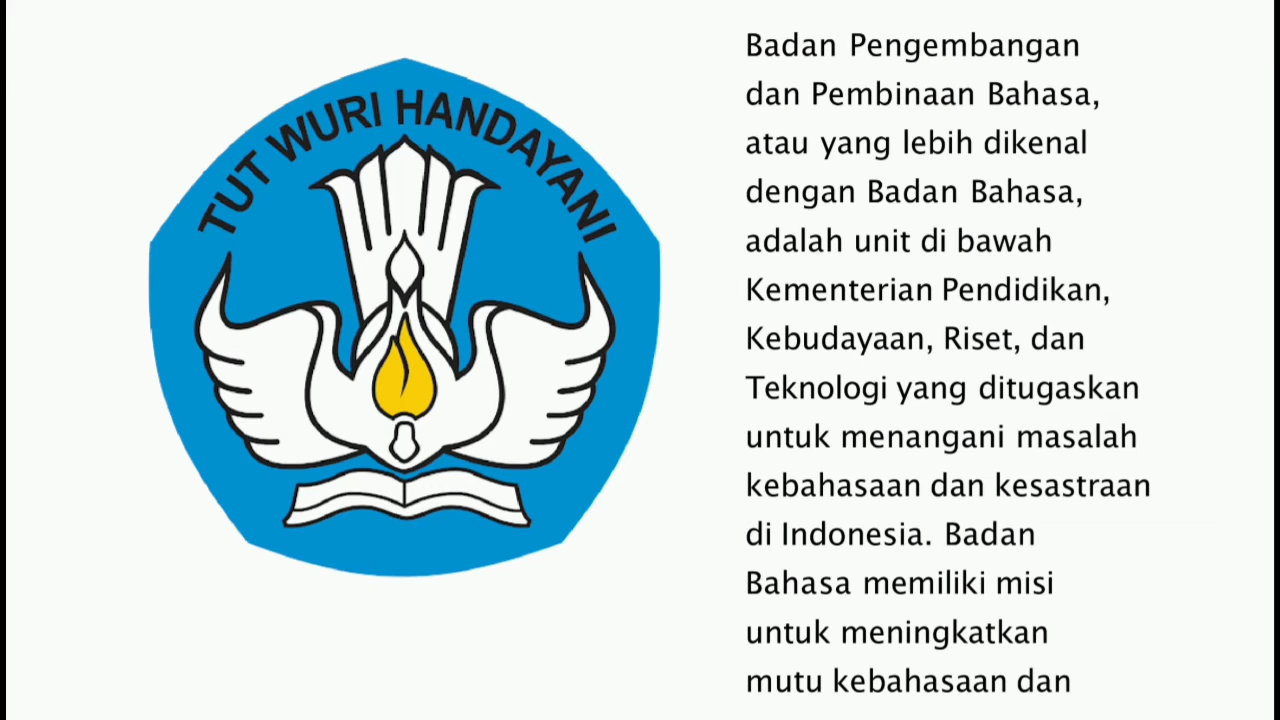 TUT WURI HANDAYANI
Badan Pengembangan
dan Pembinaan Bahasa,
atau yang lebih dikenal
dengan Badan Bahasa,
adalah unit di bawah
Kementerian Pendidikan,
Kebudayaan, Riset, dan
Teknologi yang ditugaskan
untuk menangani masalah
kebahasaan dan kesastraan
di Indonesia. Badan
Bahasa memiliki misi
untuk meningkatkan
mutu kebahasaan dan